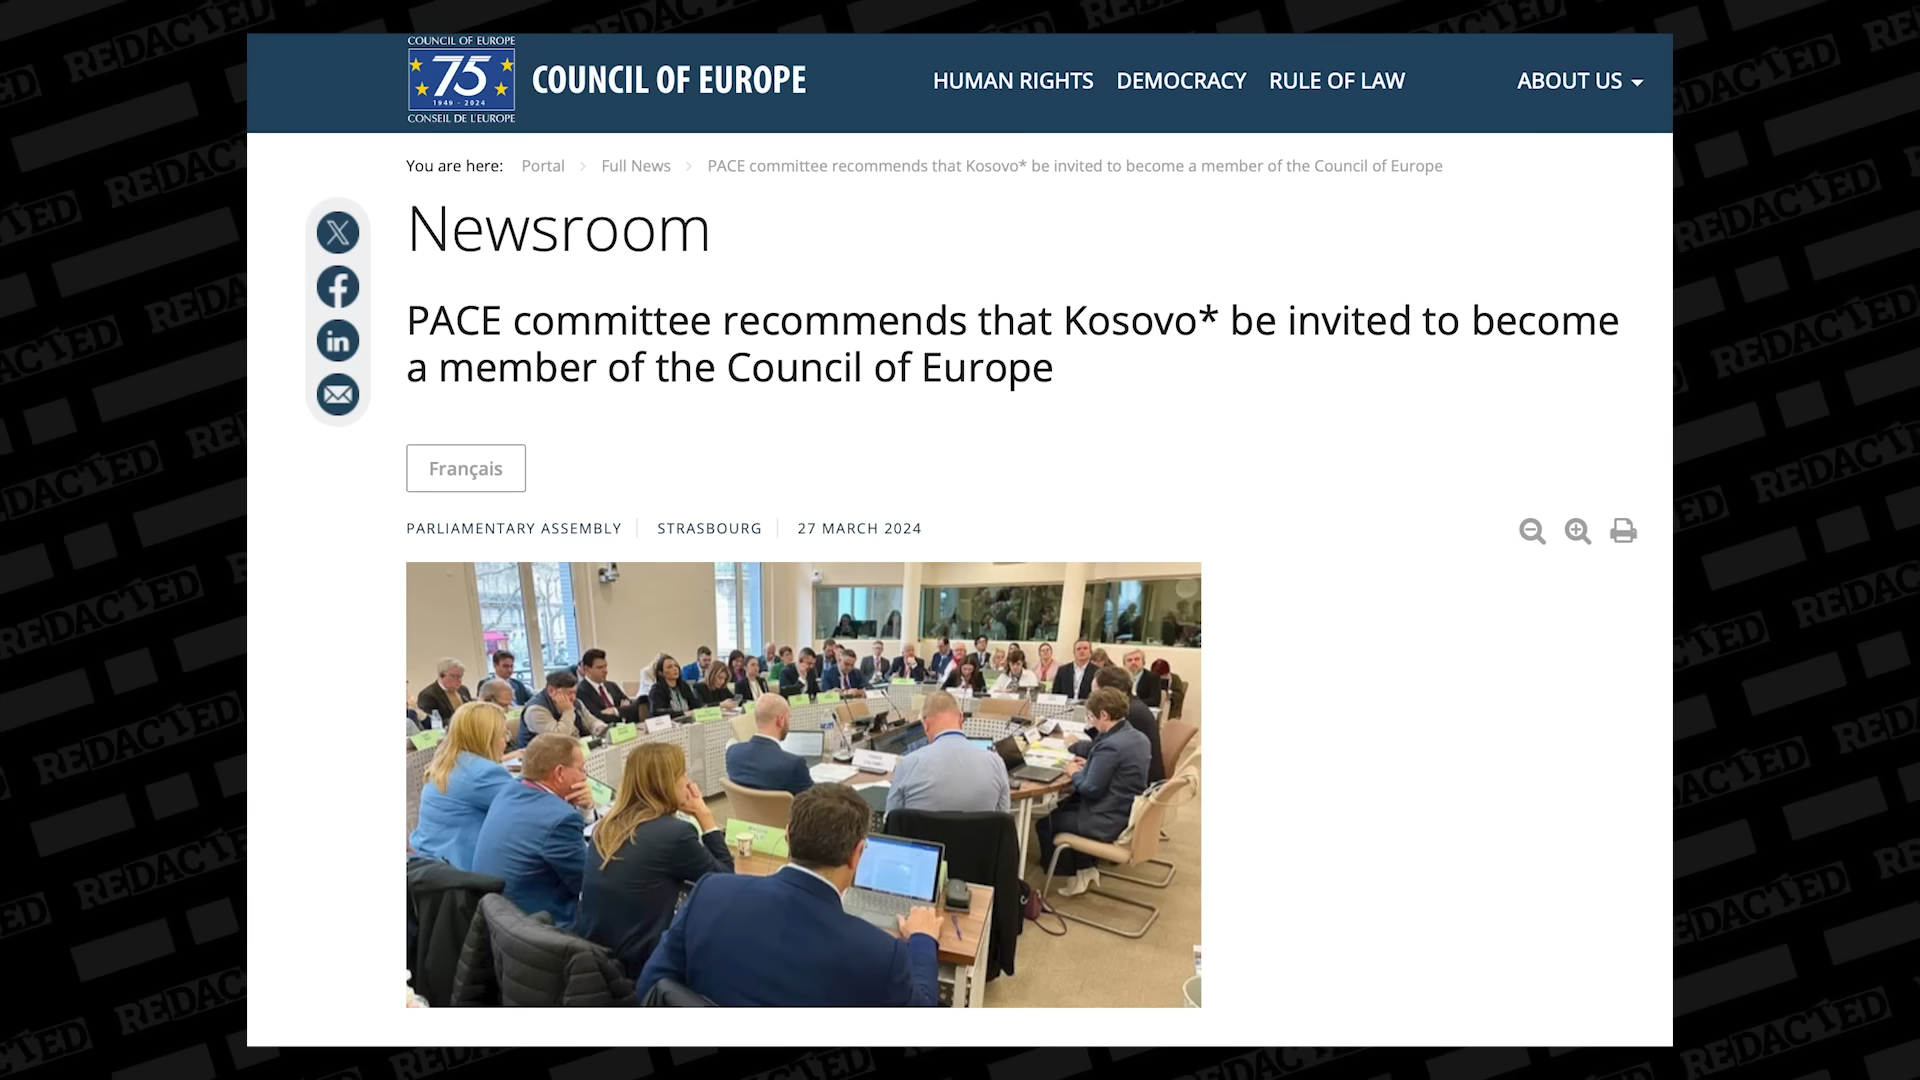 COUNCIL OF EUROPE
75
1949 - 2024
CONSEIL DE L'EUROPE
COUNCIL OF EUROPE
HUMAN RIGHTS DEMOCRACY RULE OF LAW ABOUT US
You are here: Portal Full News PACE committee recommends that Kosovo* be invited to become a member of the Council of Europe
Newsroom
PACE committee recommends that Kosovo* be invited to become
a member of the Council of Europe
Français
PARLIAMENTARY ASSEMBLY STRASBOURG 27 MARCH 2024
REDACTED